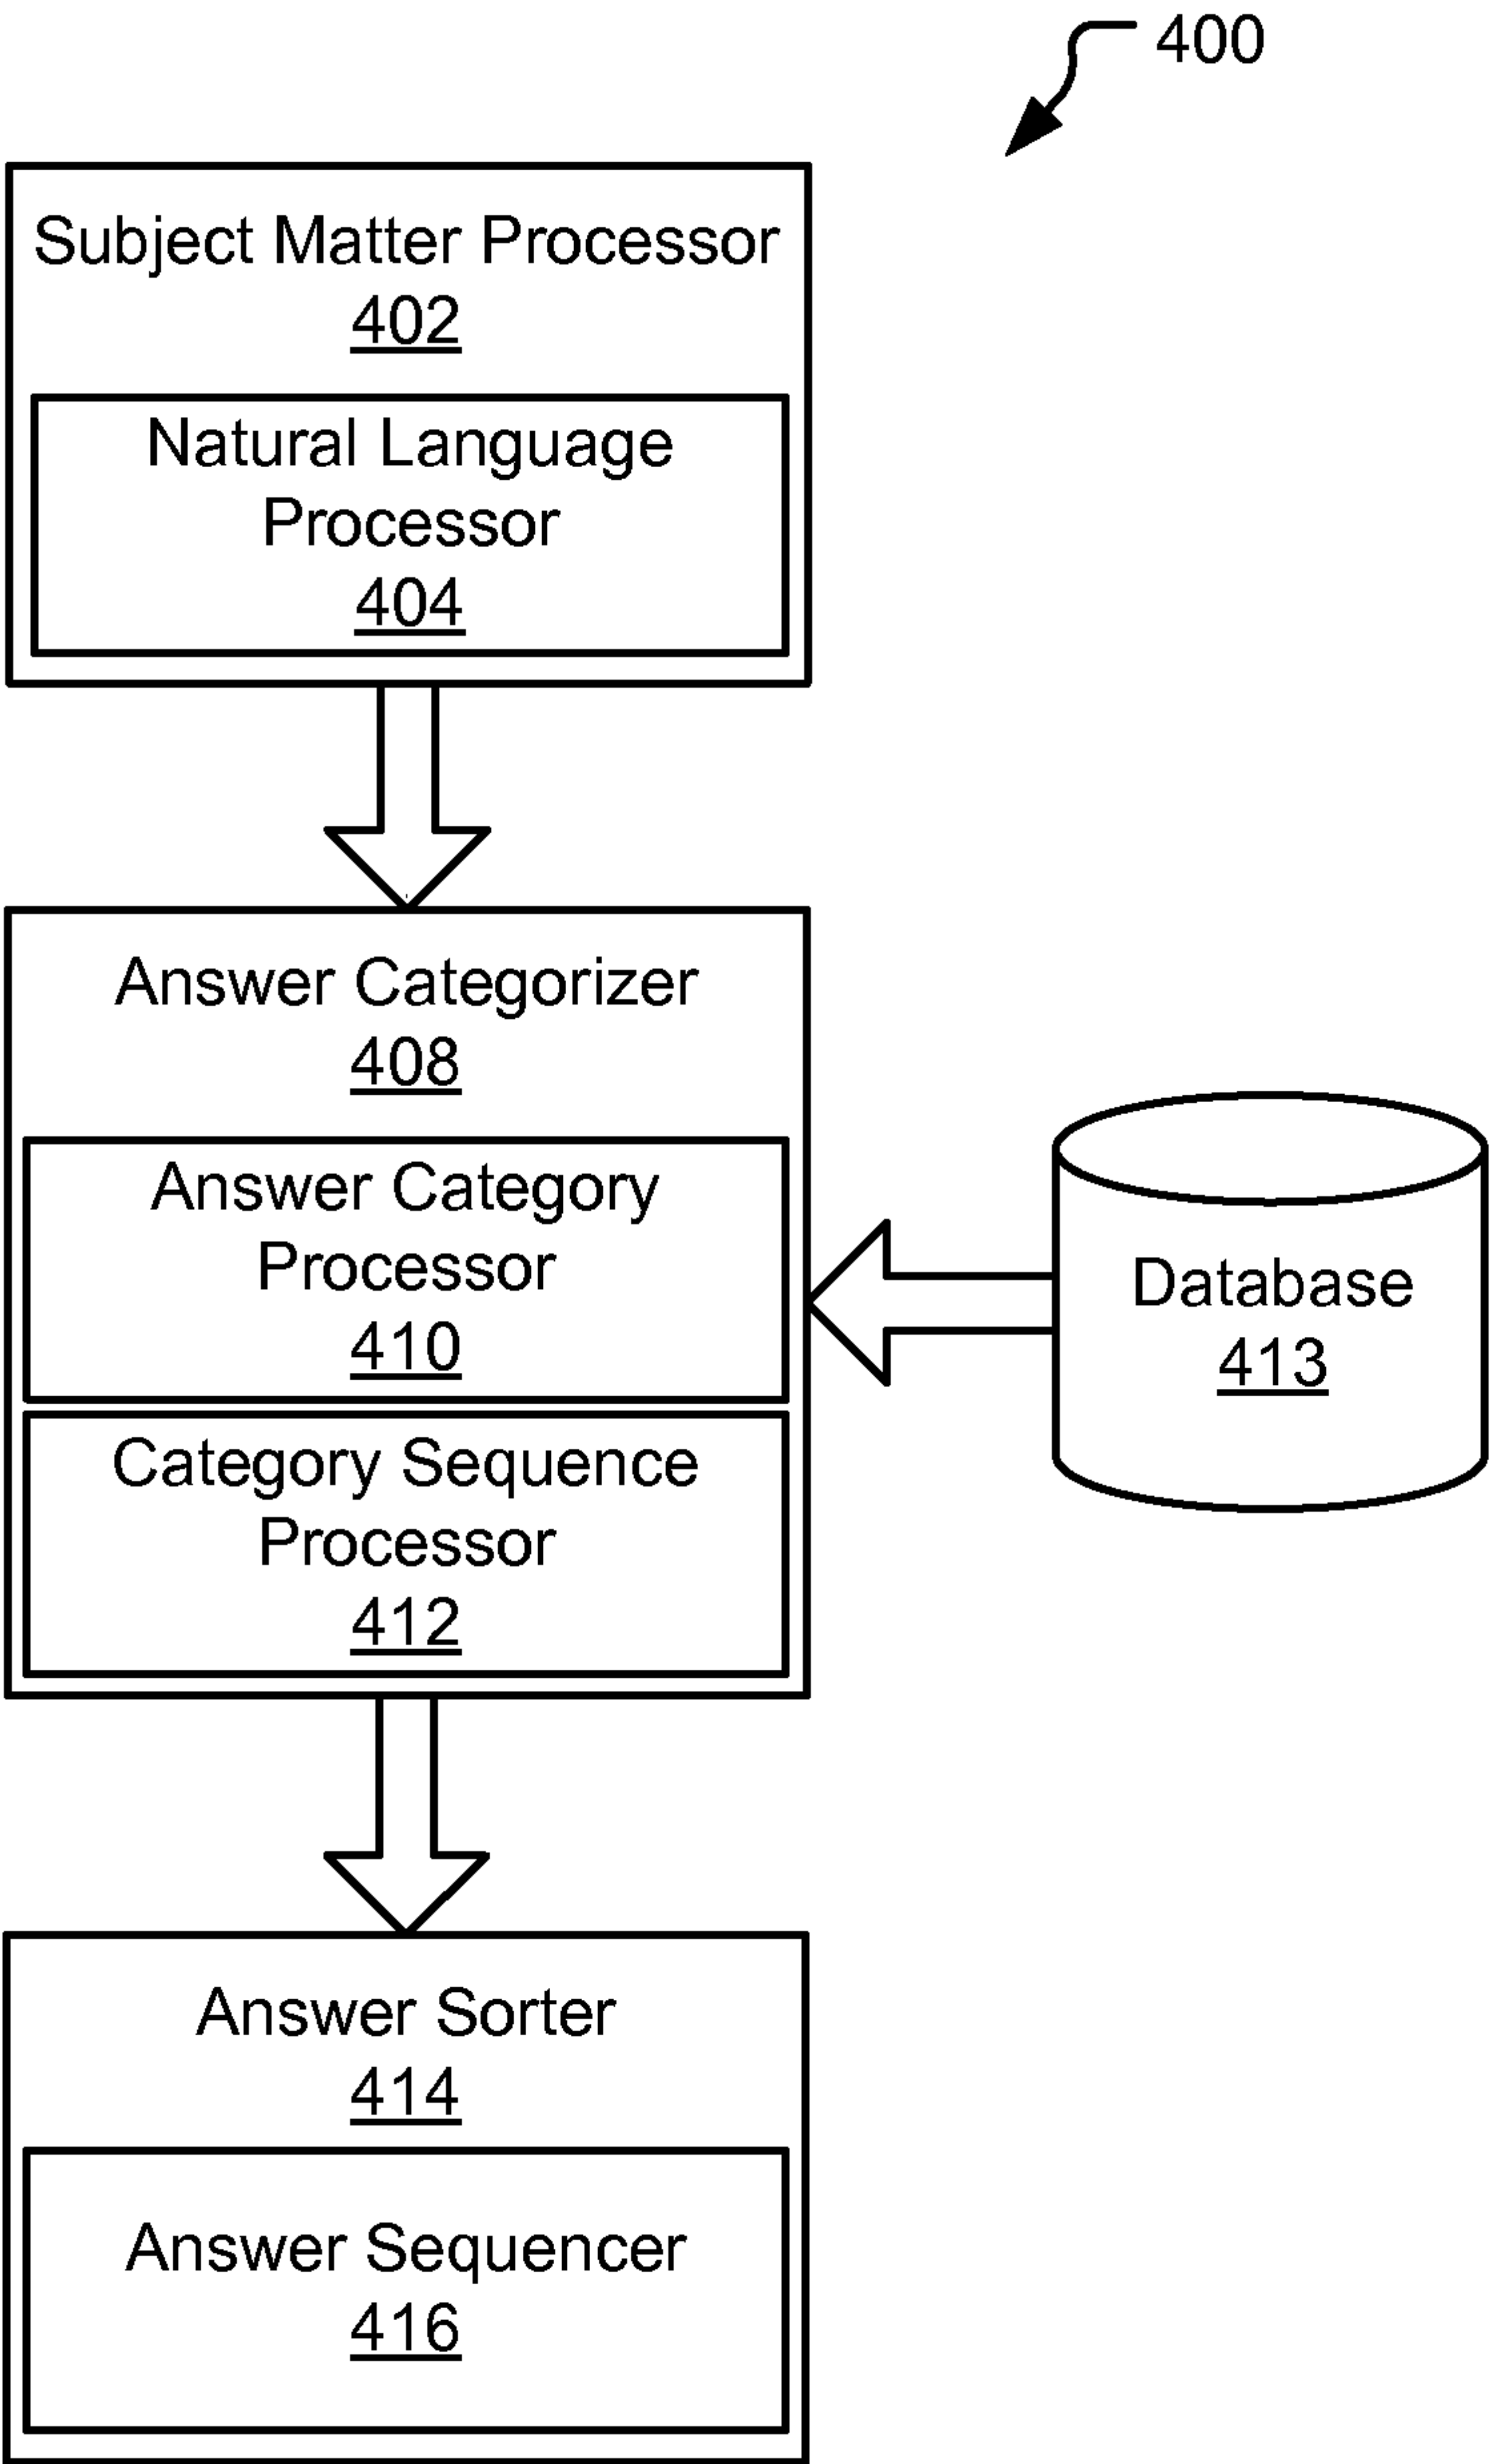 400
Subject Matter Processor
402
Natural Language
Processor
404
Answer Categorizer
408
Answer Category
Processor
410
Category Sequence
Processor
412
Database
413
Answer Sorter
414
Answer Sequencer
416